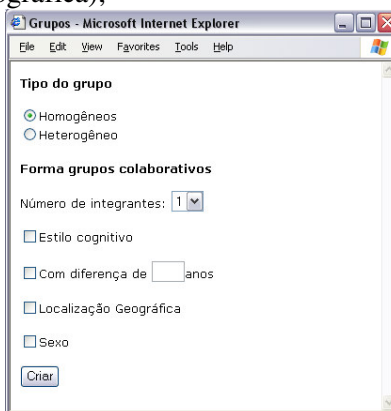 Grupos - Microsoft Internet Explorer
File Edit View Favorites Tools Help
Tipo do grupo
Homogêneos
Heterogêneo
Forma grupos colaborativos
Número de integrantes: 1
Estilo cognitivo
Com diferença de anos
Localização Geográfica
Sexo
Criar